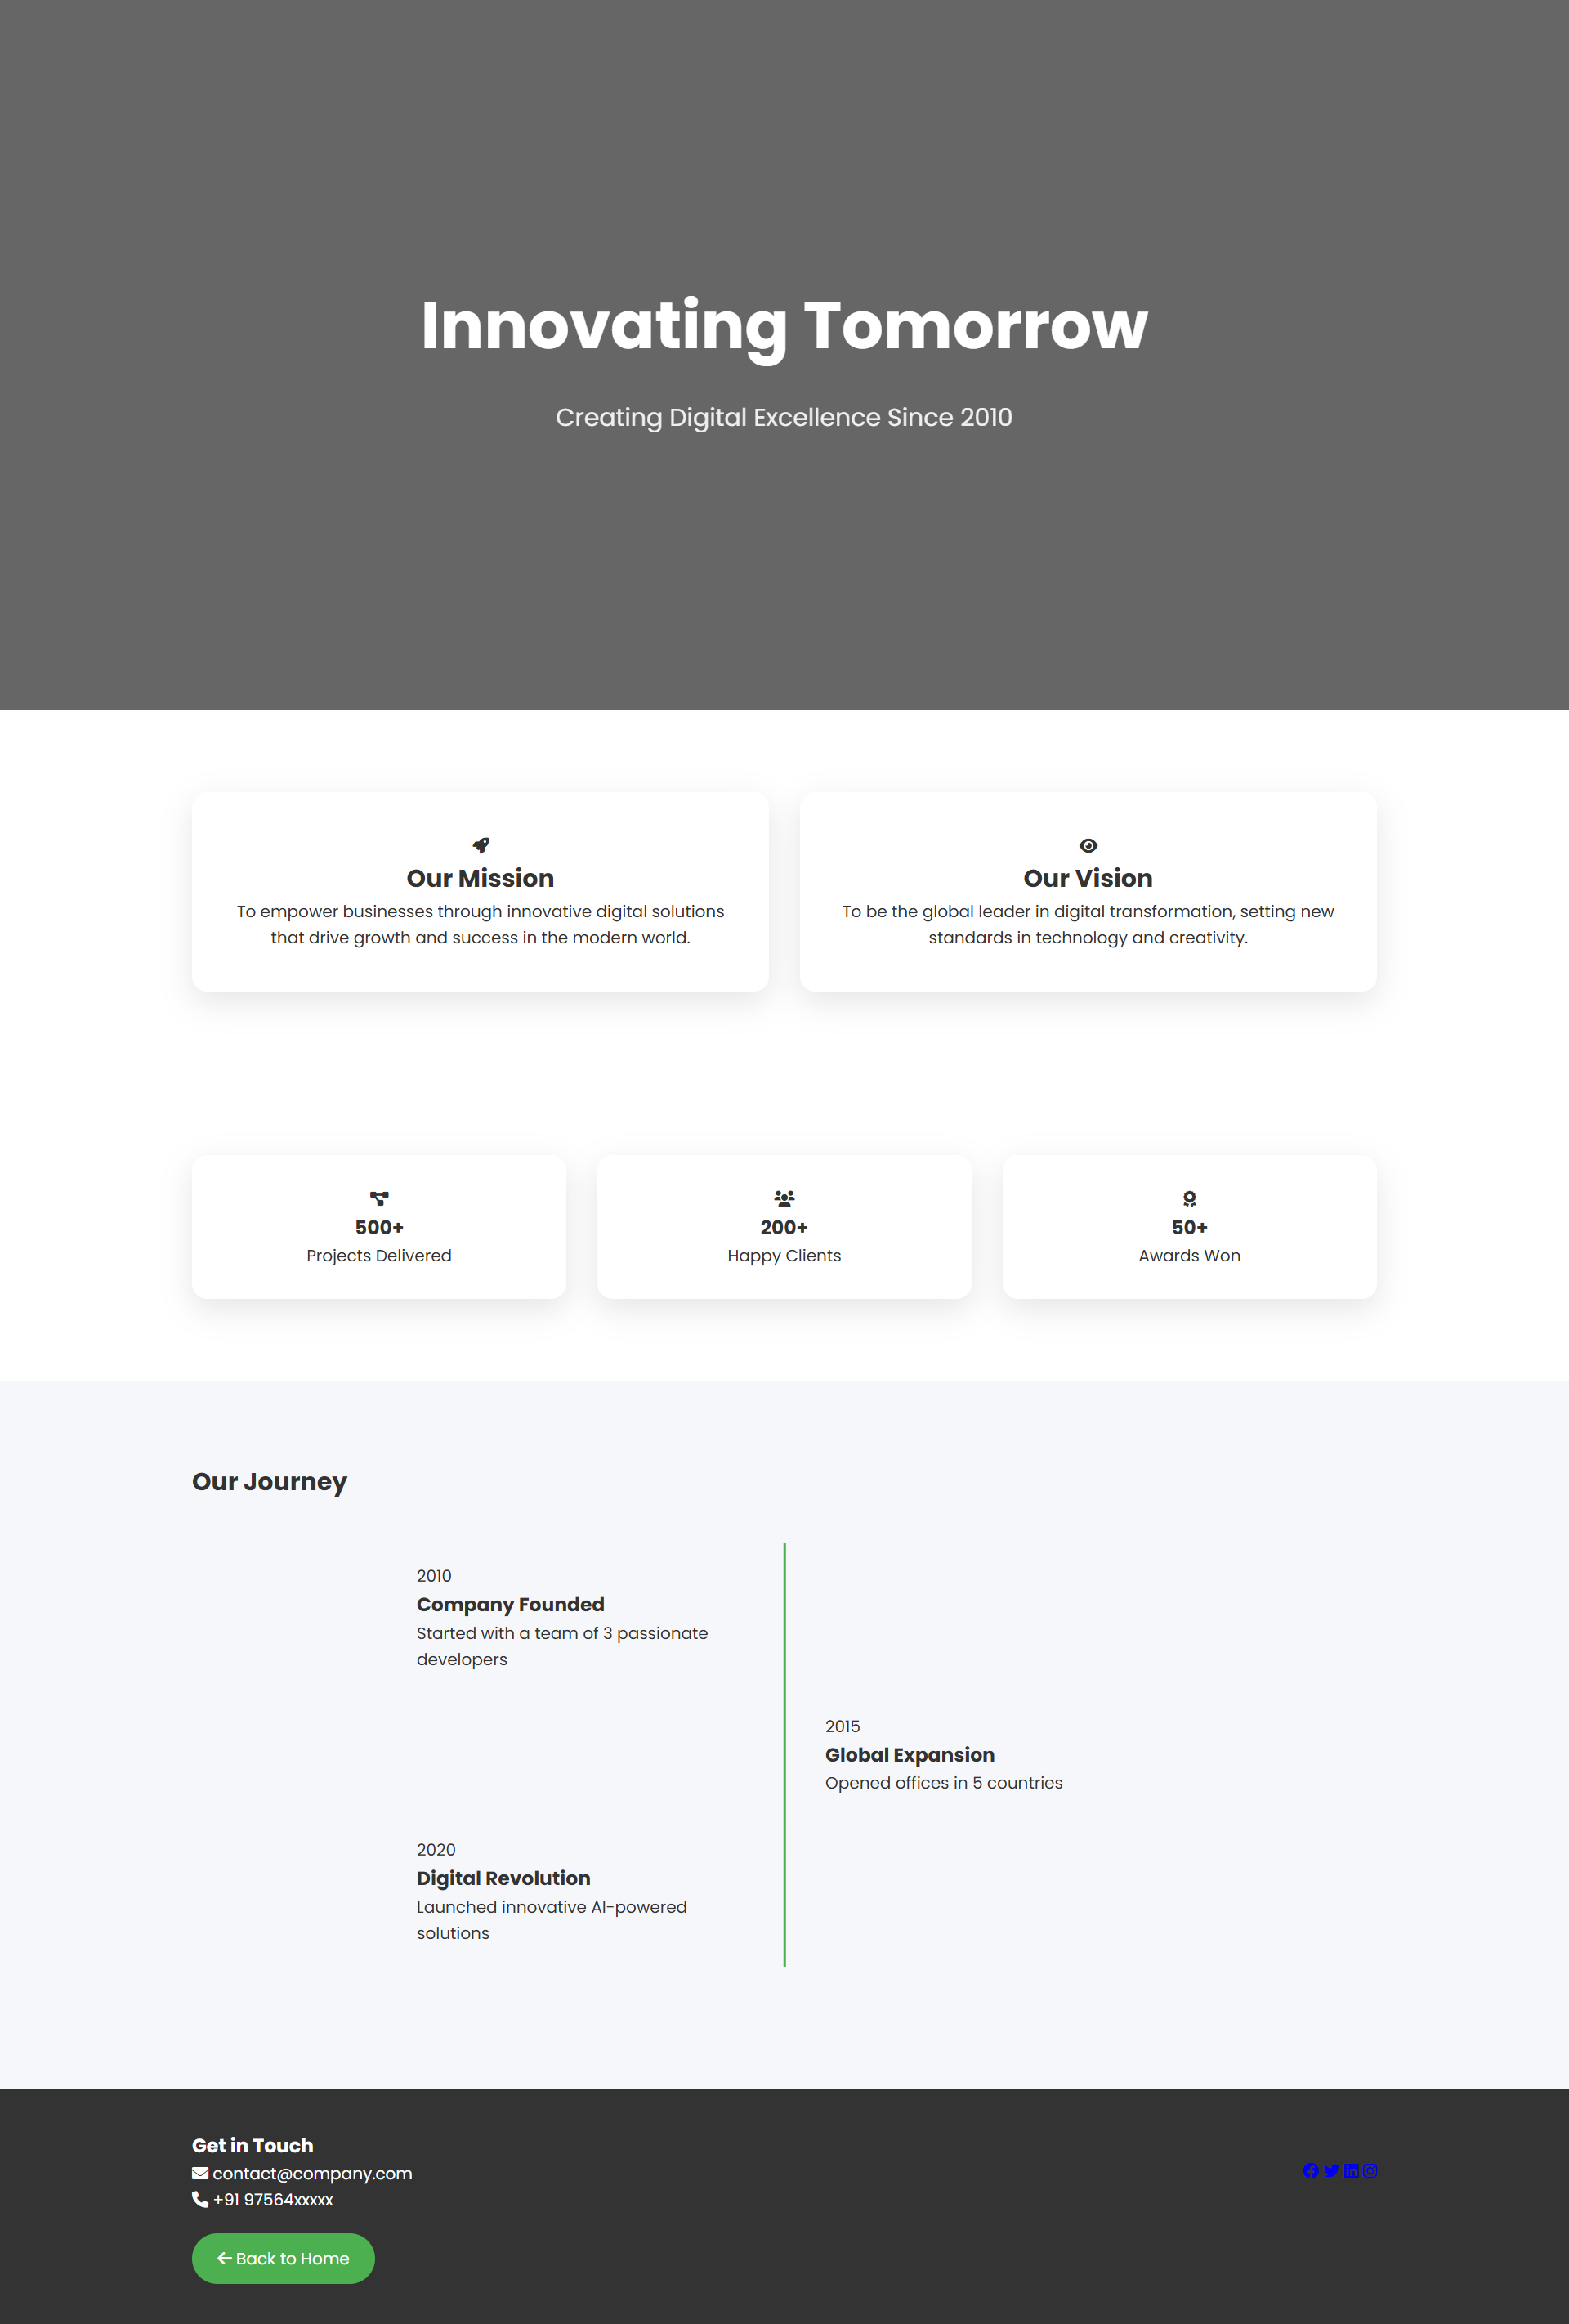 Innovating Tomorrow
Creating Digital Excellence Since 2010
Our Mission
To empower businesses through innovative digital solutions
that drive growth and success in the modern world.
Our Vision
To be the global leader in digital transformation, setting new
standards in technology and creativity.
500+
Projects Delivered
200+
Happy Clients
50+
Awards Won
Our Journey
2010
Company Founded
Started with a team of 3 passionate
developers
2015
Global Expansion
Opened offices in 5 countries
2020
Digital Revolution
Launched innovative AI-powered
solutions
Get in Touch
contact@company.com
+91 97564xxxxx
Back to Home